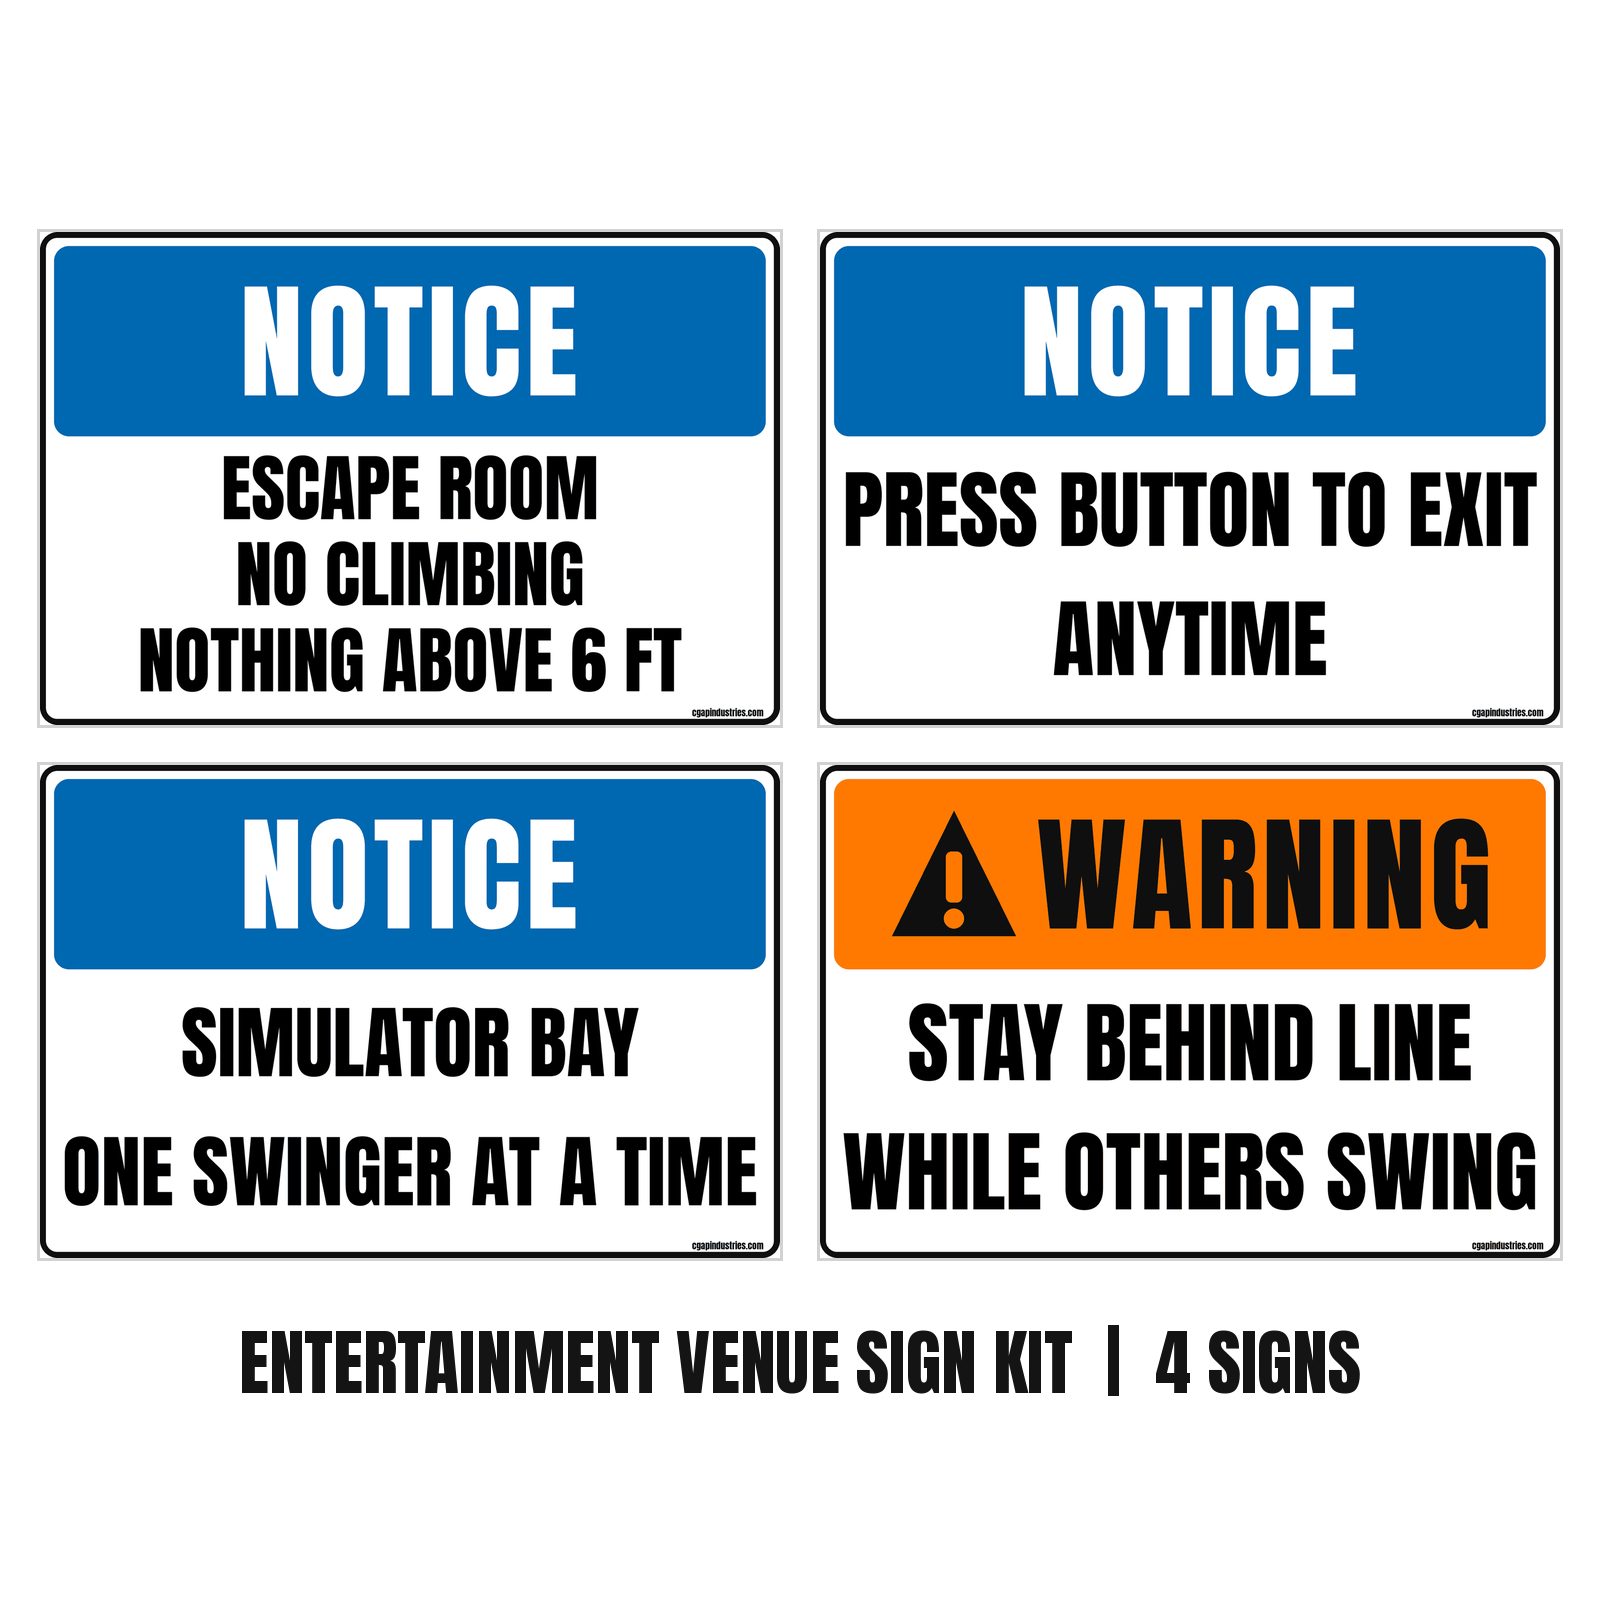 NOTICE
ESCAPE ROOM
NO CLIMBING
NOTHING ABOVE 6 FT
cgapindustries.com
NOTICE
PRESS BUTTON TO EXIT
ANYTIME
cgapindustries.com
NOTICE
SIMULATOR BAY
ONE SWINGER AT A TIME
cgapindustries.com
WARNING
STAY BEHIND LINE
WHILE OTHERS SWING
cgapindustries.com
ENTERTAINMENT VENUE SIGN KIT | 4 SIGNS